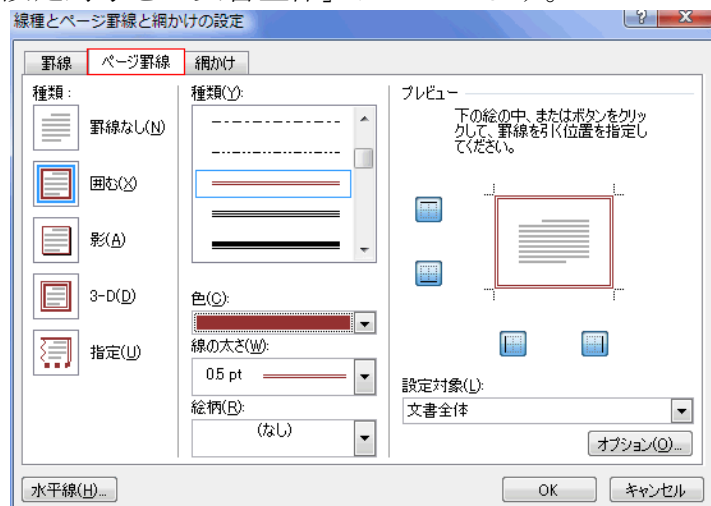 線種とページ罫線と網かけの設定
罫線 ページ罫線 網かけ
種類:
罫線なし(N)
囲む(X)
影(A)
3-D(D)
指定(U)
種類(Y):
色(C):
線の太さ(W):
0.5 pt
絵柄(R):
(なし)
プレビュー
下の絵の中、またはボタンをクリッ
クして、罫線を引く位置を指定し
てください。
設定対象(L):
文書全体
オプション(O)...
水平線(H)...
OK キャンセル